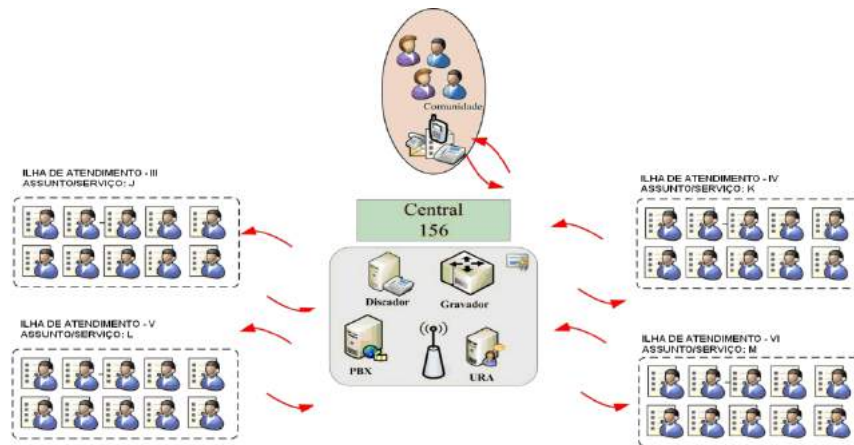 Comunidade
ILHA DE ATENDIMENTO - III
ASSUNTO/SERVIÇO: J
ILHA DE ATENDIMENTO - IV
ASSUNTO/SERVIÇO: K
Central
156
Discador
Gravador
ILHA DE ATENDIMENTO - V
ASSUNTO/SERVIÇO: L
PBX
URA
ILHA DE ATENDIMENTO - VI
ASSUNTO/SERVIÇO: M